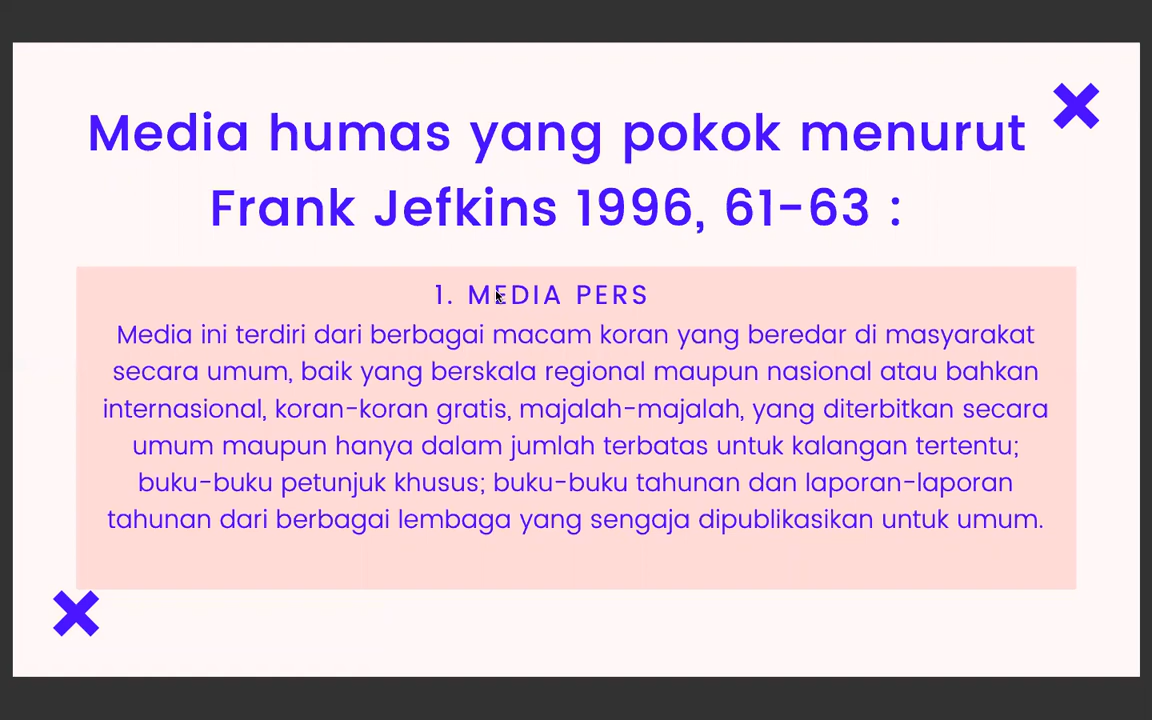 Media humas yang pokok menurut
Frank Jefkins 1996, 61-63 :
1. MEDIA PERS
Media ini terdiri dari berbagai macam koran yang beredar di masyarakat
secara umum, baik yang berskala regional maupun nasional atau bahkan
internasional, koran-koran gratis, majalah-majalah, yang diterbitkan secara
umum maupun hanya dalam jumlah terbatas untuk kalangan tertentu;
buku-buku petunjuk khusus; buku-buku tahunan dan laporan-laporan
tahunan dari berbagai lembaga yang sengaja dipublikasikan untuk umum.